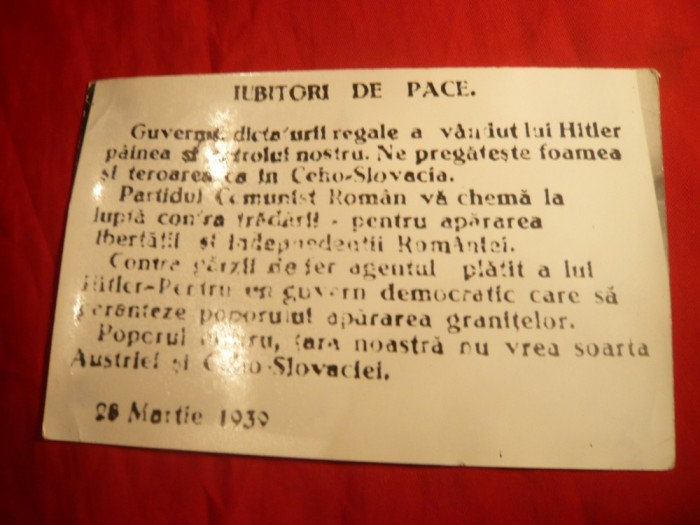 IUBITORI DE PACE.
Guvernul dictaturii regale a vândut lui Hitler
pâinea și petrolul nostru. Ne pregătește foamea
și teroarea ca în Ceho-Slovacia.
Partidul Comunist Român vă chemă la
luptă contra trădării - pentru apărarea
libertății și independenții României.
Contra gărzii de fer agentul plătit a lui
Hitler-Pentru un guvern democratic care să
garanteze poporului apărarea granițelor.
Poporul nostru, țara noastră nu vrea soarta
Austriei și Ceho-Slovaciei.
28 Martie 1939